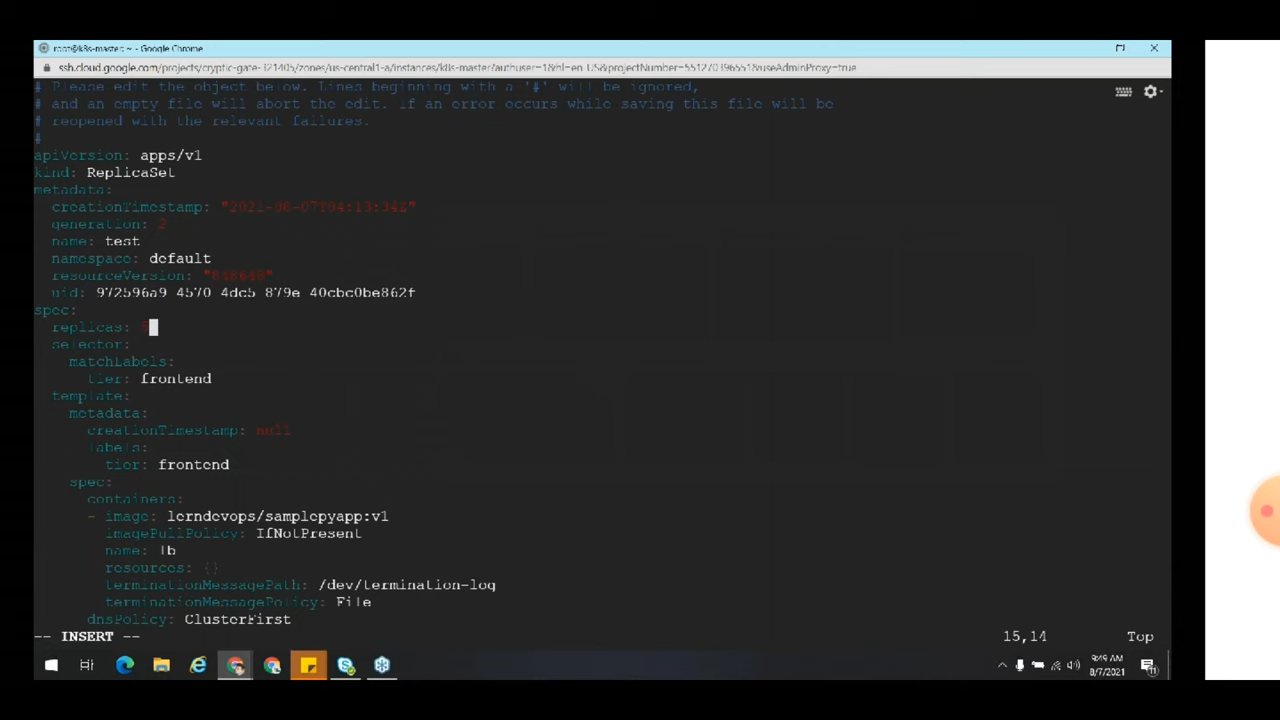 root@k8s-master: ~ - Google Chrome
ssh.cloud.google.com/projects/cryptic-gate-321405/zones/us-central1-a/instances/k8s-master?authuser=1&hl=en_US&projectNumber=551270396551&useAdminProxy=true
# Please edit the object below. Lines beginning with a '#' will be ignored,
# and an empty file will abort the edit. If an error occurs while saving this file will be
# reopened with the relevant failures.
#
apiVersion: apps/v1
kind: ReplicaSet
metadata:
creationTimestamp: "2021-08-07T04:13:34Z"
generation: 2
name: test
namespace: default
resourceVersion:
uid: 972596a9 4570 4dc5 879e 40cbc0be862f
spec:
replicas:
selector:
matchLabels:
tier: frontend
template:
metadata:
creationTimestamp: null
labels:
tier: frontend
spec:
containers:
- image: lerndevops/samplepyapp:v1
imagePullPolicy: IfNotPresent
name: lb
resources: {}
terminationMessagePath: /dev/termination-log
terminationMessagePolicy: File
dnsPolicy: ClusterFirst
-- INSERT -- 15,14 Top
9:49 AM
8/7/2021